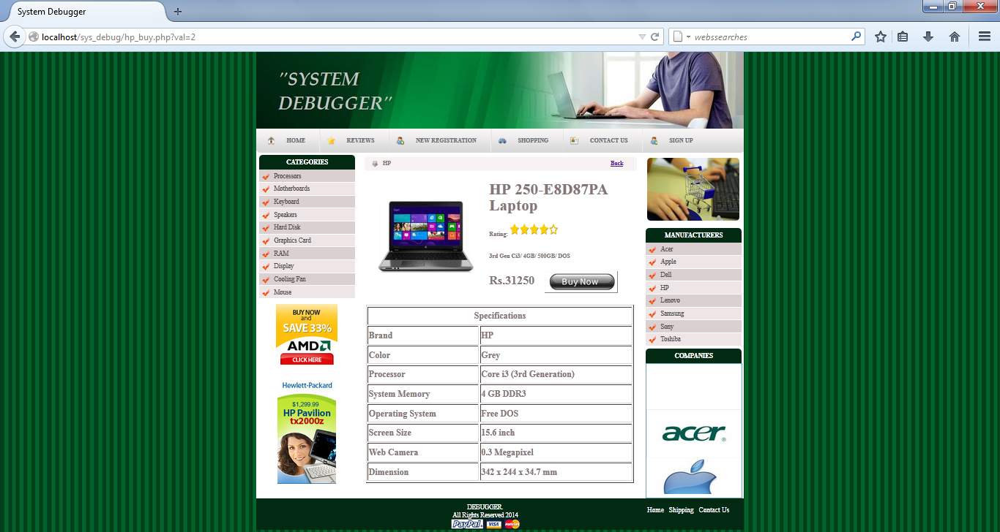 System Debugger
localhost/sys_debug/hp_buy.php?val=2
webssearches
"SYSTEM
DEBUGGER"
HOME
REVIEWS
NEW REGISTRATION
SHOPPING
CONTACT US
SIGN UP
CATEGORIES
Processors
Motherboards
Keyboard
Speakers
Hard Disk
Graphics Card
RAM
Display
Cooling Fan
Mouse
BUY NOW
and
SAVE 33%
AMD
CLICK HERE
Hewlett-Packard
$1,299.99
HP Pavilion
tx2000z
HP Back
HP 250-E8D87PA
Laptop
Rating:
3rd Gen Ci3/ 4GB/ 500GB/ DOS
Rs.31250 Buy Now
Specifications
Brand HP
Color Grey
Processor Core i3 (3rd Generation)
System Memory 4 GB DDR3
Operating System Free DOS
Screen Size 15.6 inch
Web Camera 0.3 Megapixel
Dimension 342 x 244 x 34.7 mm
MANUFACTURERS
Acer
Apple
Dell
HP
Lenovo
Samsung
Sony
Toshiba
COMPANIES
acer
DEBUGGER.
All Rights Reserved 2014
PayPal VISA MasterCard
Home Shipping Contact Us